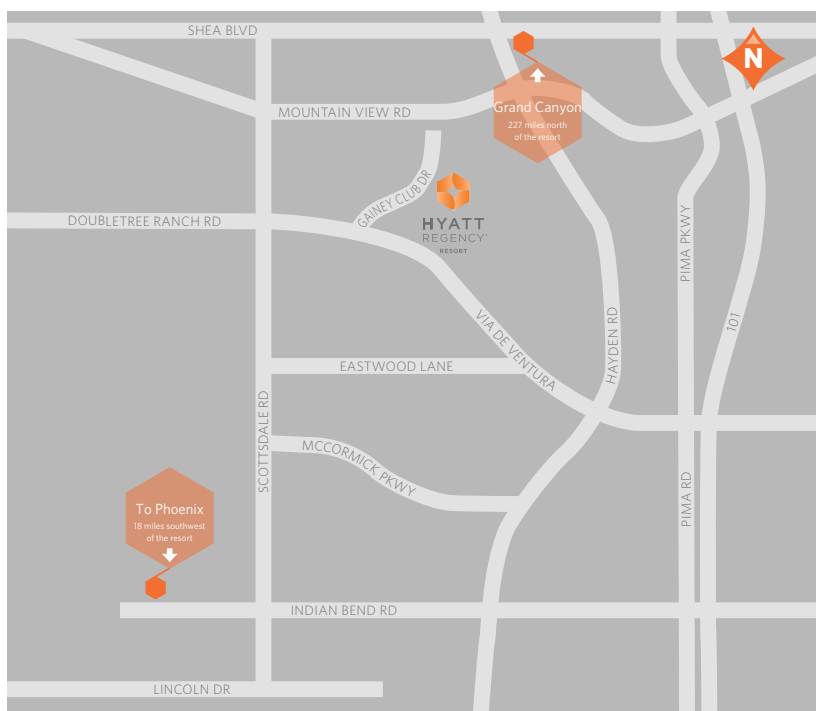 SHEA BLVD
N
MOUNTAIN VIEW RD
Grand Canyon
227 miles north
of the resort
GAINEY CLUB DR
HYATT
REGENCY
RESORT
DOUBLETREE RANCH RD
PIMA PKWY
101
VIA DE VENTURA
HAYDEN RD
EASTWOOD LANE
SCOTTSDALE RD
MCCORMICK PKWY
PIMA RD
To Phoenix
18 miles southwest
of the resort
INDIAN BEND RD
LINCOLN DR